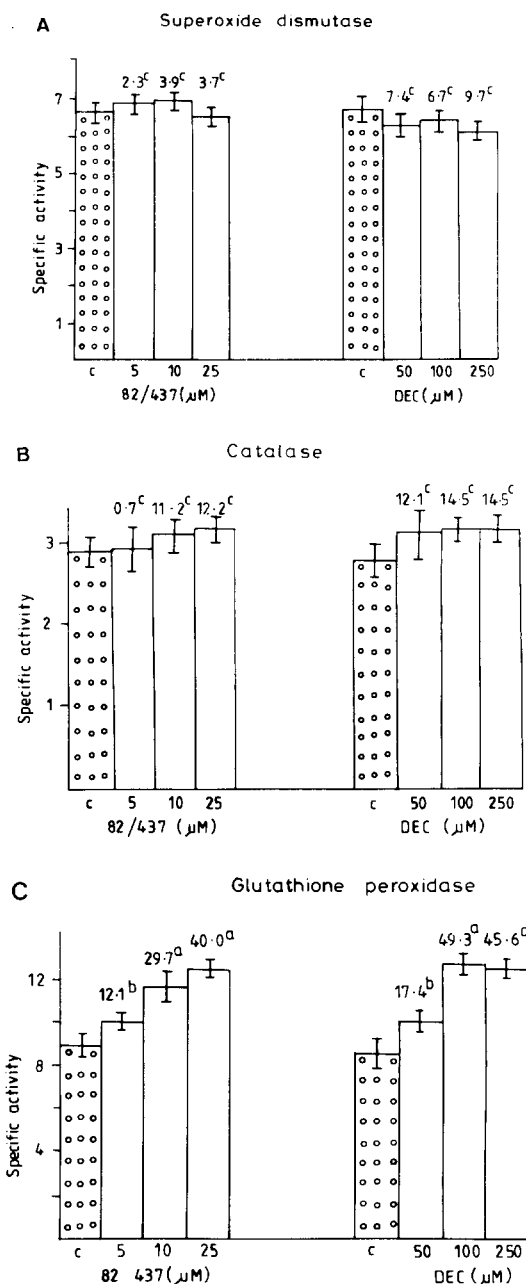 A
Superoxide dismutase
2·3c 3·9c 3·7c
7·4c 6·7c 9·7c
7
5
3
1
Specific activity
c 5 10 25
82/437(μM)
c 50 100 250
DEC(μM)
B
Catalase
0·7c 11·2c 12·2c
12·1c 14·5c 14·5c
3
2
1
Specific activity
c 5 10 25
82/437 (μM)
c 50 100 250
DEC (μM)
C
Glutathione peroxidase
12·1b 29·7a 40·0a
17·4b 49·3a 45·6a
12
8
4
Specific activity
c 5 10 25
82 437(μM)
c 50 100 250
DEC (μM)